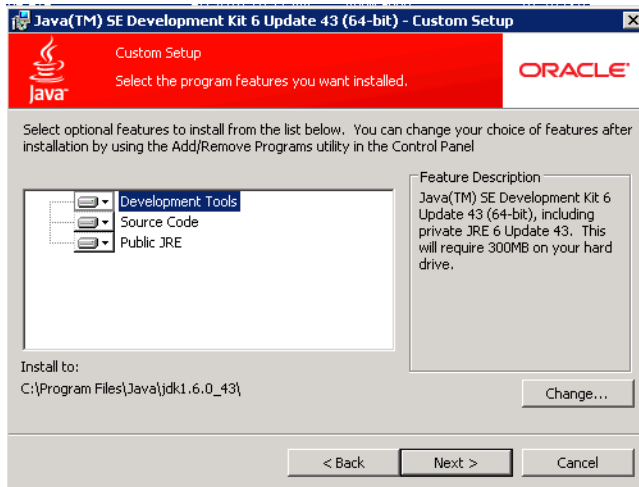 Java(TM) SE Development Kit 6 Update 43 (64-bit) - Custom Setup
Java
Custom Setup
Select the program features you want installed.
ORACLE
Select optional features to install from the list below. You can change your choice of features after
installation by using the Add/Remove Programs utility in the Control Panel
Development Tools
Source Code
Public JRE
Feature Description
Java(TM) SE Development Kit 6
Update 43 (64-bit), including
private JRE 6 Update 43. This
will require 300MB on your hard
drive.
Install to:
C:\Program Files\Java\jdk1.6.0_43\
Change...
< Back
Next >
Cancel